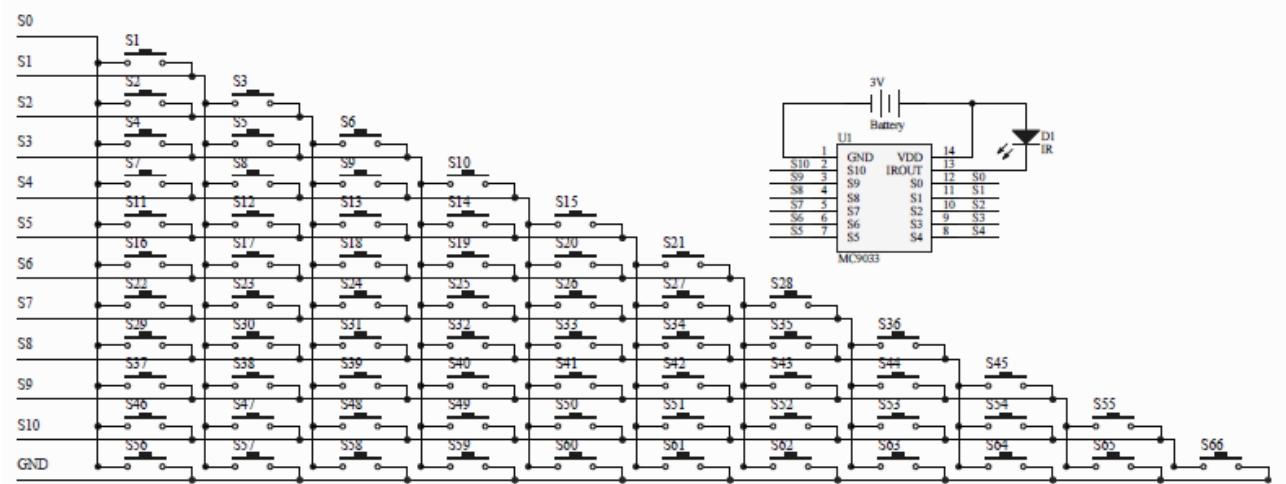 S0
S1
S1
S2 S3
S2
S4 S5 S6
S3
S7 S8 S9 S10
S4
S11 S12 S13 S14 S15
S5
S16 S17 S18 S19 S20 S21
S6
S22 S23 S24 S25 S26 S27 S28
S7
S29 S30 S31 S32 S33 S34 S35 S36
S8
S37 S38 S39 S40 S41 S42 S43 S44 S45
S9
S46 S47 S48 S49 S50 S51 S52 S53 S54 S55
S10
S56 S57 S58 S59 S60 S61 S62 S63 S64 S65 S66
GND
3V
Battery
D1
IR
U1
1 GND VDD 14
S10 2 S10 IROUT 13
S9 3 S9 S0 12 S0
S8 4 S8 S1 11 S1
S7 5 S7 S2 10 S2
S6 6 S6 S3 9 S3
S5 7 S5 S4 8 S4
MC9033